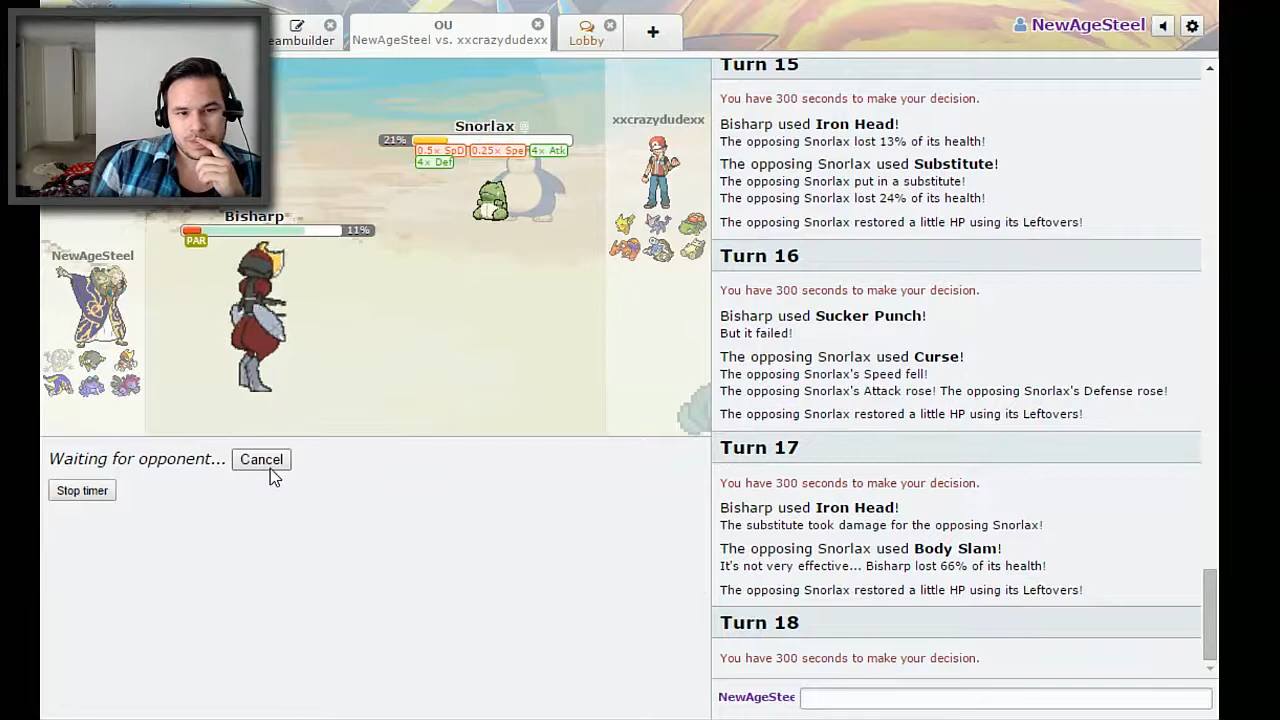 eambuilder
OU
NewAgeSteel vs. xxcrazydudexx
Lobby
+
NewAgeSteel
Snorlax
21%
0.5× SpD 0.25× Spe 4× Atk
4× Def
Bisharp
11%
PAR
NewAgeSteel
xxcrazydudexx
Waiting for opponent... Cancel
Stop timer
Turn 15
You have 300 seconds to make your decision.
Bisharp used Iron Head!
The opposing Snorlax lost 13% of its health!
The opposing Snorlax used Substitute!
The opposing Snorlax put in a substitute!
The opposing Snorlax lost 24% of its health!
The opposing Snorlax restored a little HP using its Leftovers!
Turn 16
You have 300 seconds to make your decision.
Bisharp used Sucker Punch!
But it failed!
The opposing Snorlax used Curse!
The opposing Snorlax's Speed fell!
The opposing Snorlax's Attack rose! The opposing Snorlax's Defense rose!
The opposing Snorlax restored a little HP using its Leftovers!
Turn 17
You have 300 seconds to make your decision.
Bisharp used Iron Head!
The substitute took damage for the opposing Snorlax!
The opposing Snorlax used Body Slam!
It's not very effective... Bisharp lost 66% of its health!
The opposing Snorlax restored a little HP using its Leftovers!
Turn 18
You have 300 seconds to make your decision.
NewAgeStee